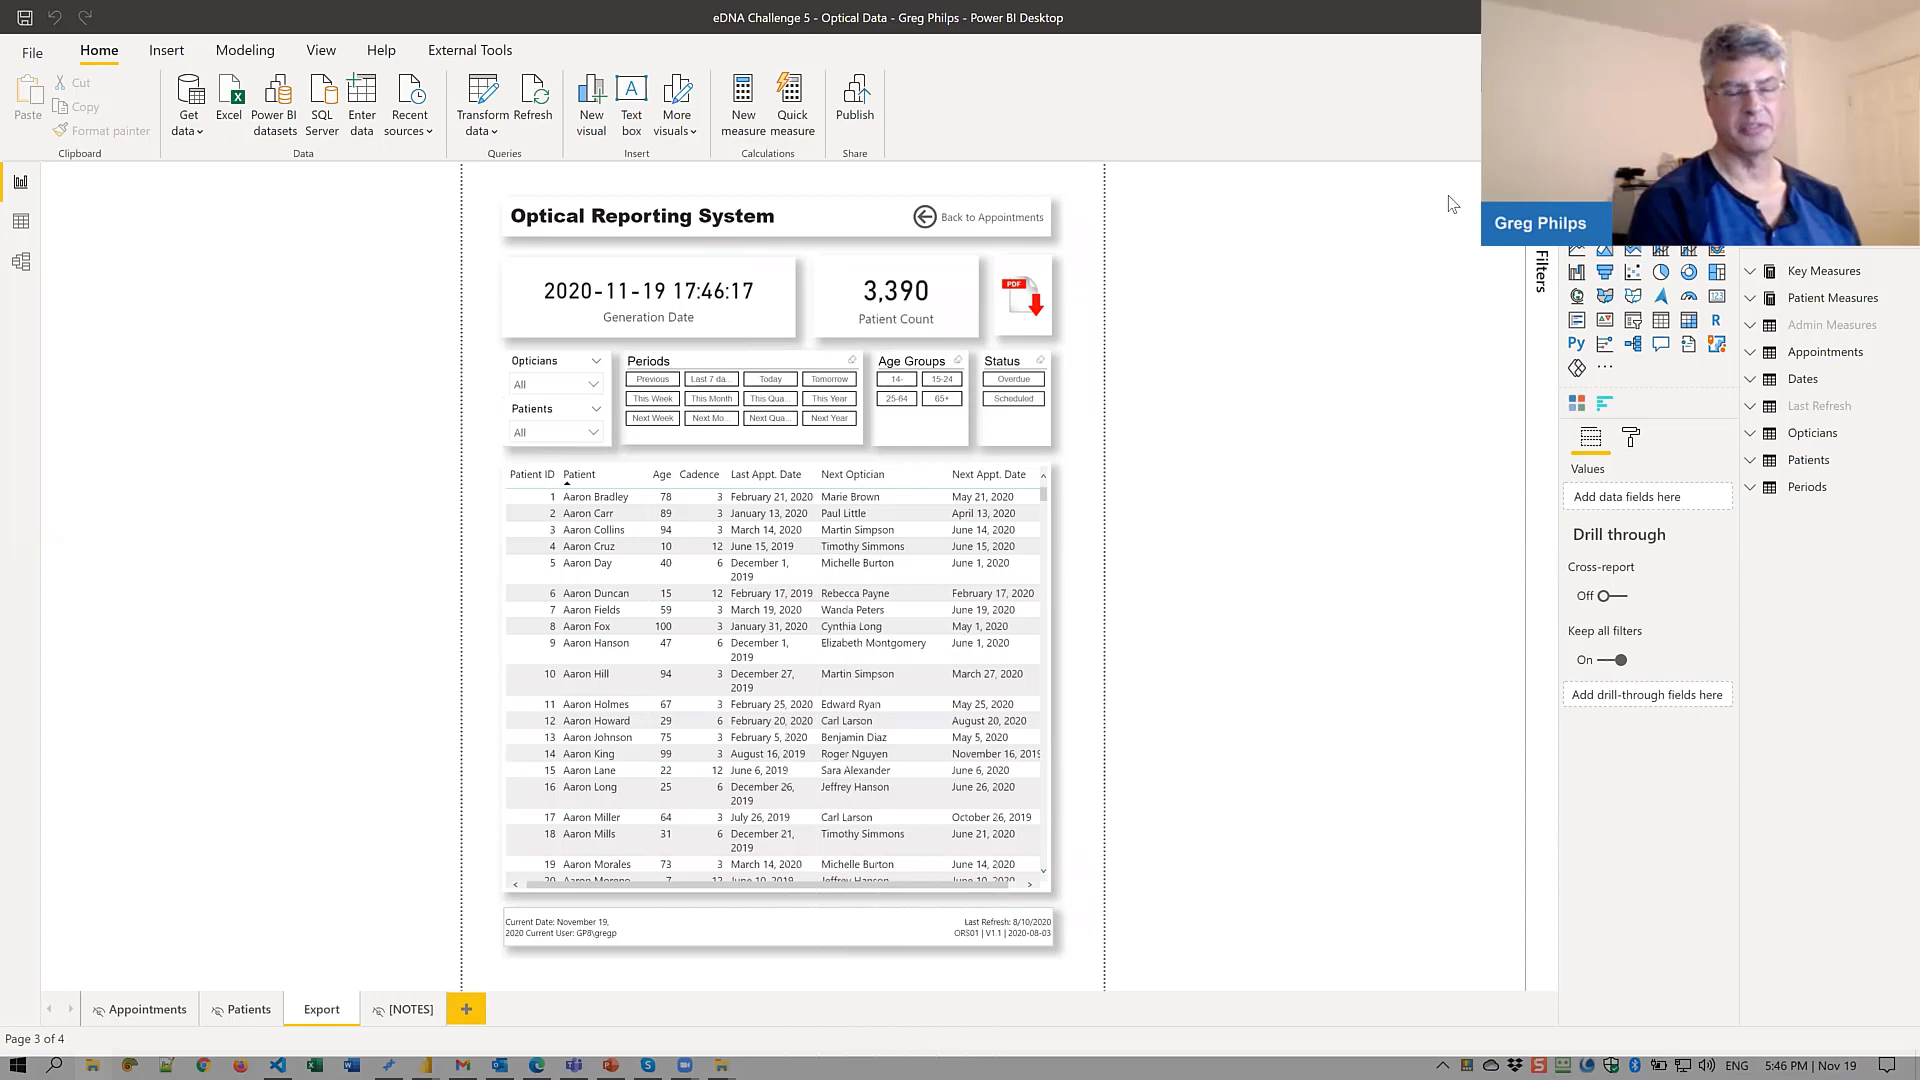 eDNA Challenge 5 - Optical Data - Greg Philps - Power BI Desktop
File Home Insert Modeling View Help External Tools
Paste Cut
Copy
Format painter
Clipboard
Get data
Excel
Power BI datasets
SQL Server
Enter data
Recent sources
Data
Transform data
Refresh
Queries
New visual
Text box
More visuals
Insert
New measure
Quick measure
Calculations
Publish
Share
Greg Philps
Optical Reporting System
Back to Appointments
2020-11-19 17:46:17
Generation Date
3,390
Patient Count
PDF
Opticians
All
Patients
All
Periods
Previous Last 7 da... Today Tomorrow
This Week This Month This Qua... This Year
Next Week Next Mo... Next Qua... Next Year
Age Groups
14- 15-24
25-64 65+
Status
Overdue
Scheduled
Patient ID Patient Age Cadence Last Appt. Date Next Optician Next Appt. Date
1 Aaron Bradley 78 3 February 21, 2020 Marie Brown May 21, 2020
2 Aaron Carr 89 3 January 13, 2020 Paul Little April 13, 2020
3 Aaron Collins 94 3 March 14, 2020 Martin Simpson June 14, 2020
4 Aaron Cruz 10 12 June 15, 2019 Timothy Simmons June 15, 2020
5 Aaron Day 40 6 December 1, Michelle Burton June 1, 2020
2019
6 Aaron Duncan 15 12 February 17, 2019 Rebecca Payne February 17, 2020
7 Aaron Fields 59 3 March 19, 2020 Wanda Peters June 19, 2020
8 Aaron Fox 100 3 January 31, 2020 Cynthia Long May 1, 2020
9 Aaron Hanson 47 6 December 1, Elizabeth Montgomery June 1, 2020
2019
10 Aaron Hill 94 3 December 27, Martin Simpson March 27, 2020
2019
11 Aaron Holmes 67 3 February 25, 2020 Edward Ryan May 25, 2020
12 Aaron Howard 29 6 February 20, 2020 Carl Larson August 20, 2020
13 Aaron Johnson 75 3 February 5, 2020 Benjamin Diaz May 5, 2020
14 Aaron King 99 3 August 16, 2019 Roger Nguyen November 16, 2019
15 Aaron Lane 22 12 June 6, 2019 Sara Alexander June 6, 2020
16 Aaron Long 25 6 December 26, Jeffrey Hanson June 26, 2020
2019
17 Aaron Miller 64 3 July 26, 2019 Carl Larson October 26, 2019
18 Aaron Mills 31 6 December 21, Timothy Simmons June 21, 2020
2019
19 Aaron Morales 73 3 March 14, 2020 Michelle Burton June 14, 2020
20 Aaron Moreno 7 12 June 10, 2019 Jeffrey Hanson June 10, 2020
Current Date: November 19,
2020 Current User: GP8\gregp
Last Refresh: 8/10/2020
ORS01 | V1.1 | 2020-08-03
Filters
R
Py
123
...
Values
Add data fields here
Drill through
Cross-report
Off
Keep all filters
On
Add drill-through fields here
Key Measures
Patient Measures
Admin Measures
Appointments
Dates
Last Refresh
Opticians
Patients
Periods
Appointments Patients Export [NOTES] +
Page 3 of 4
ENG 5:46 PM | Nov 19